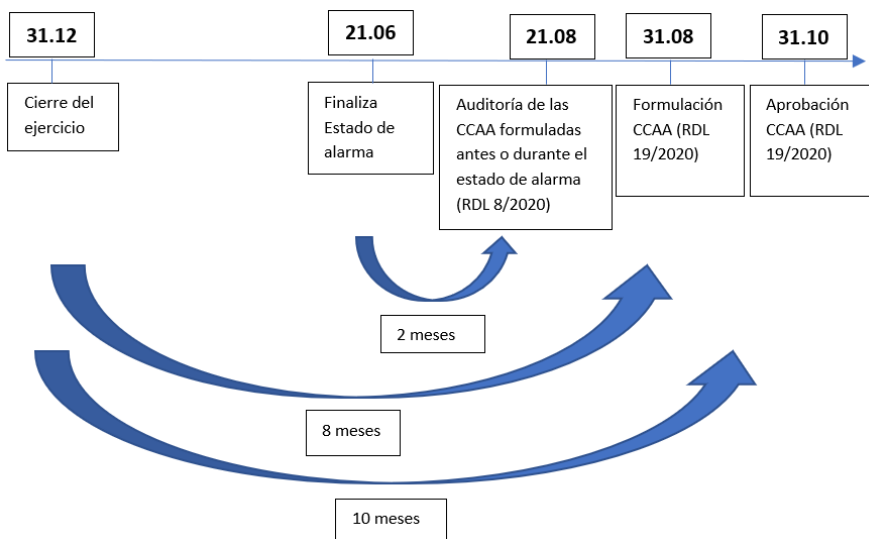 31.12
21.06
21.08
31.08
31.10
Cierre del
ejercicio
Finaliza
Estado de
alarma
Auditoría de las
CCAA formuladas
antes o durante el
estado de alarma
(RDL 8/2020)
Formulación
CCAA (RDL
19/2020)
Aprobación
CCAA (RDL
19/2020)
2 meses
8 meses
10 meses